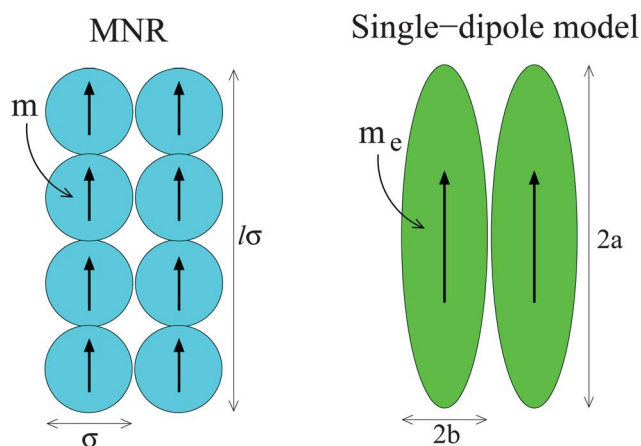 MNR
Single−dipole model
m
lσ
σ
m e
2a
2b